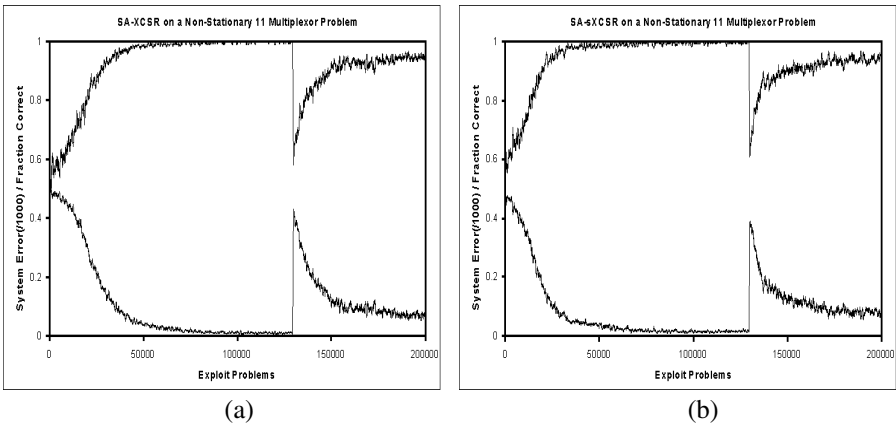 SA-XCSR on a Non-Stationary 11 Multiplexor Problem
System Error(/1000) / Fraction Correct
1
0.8
0.6
0.4
0.2
0
0 50000 100000 150000 200000
Exploit Problems
(a)
SA-sXCSR on a Non-Stationary 11 Multiplexor Problem
System Error(/1000) / Fraction Correct
1
0.8
0.6
0.4
0.2
0
0 50000 100000 150000 200000
Exploit Problems
(b)